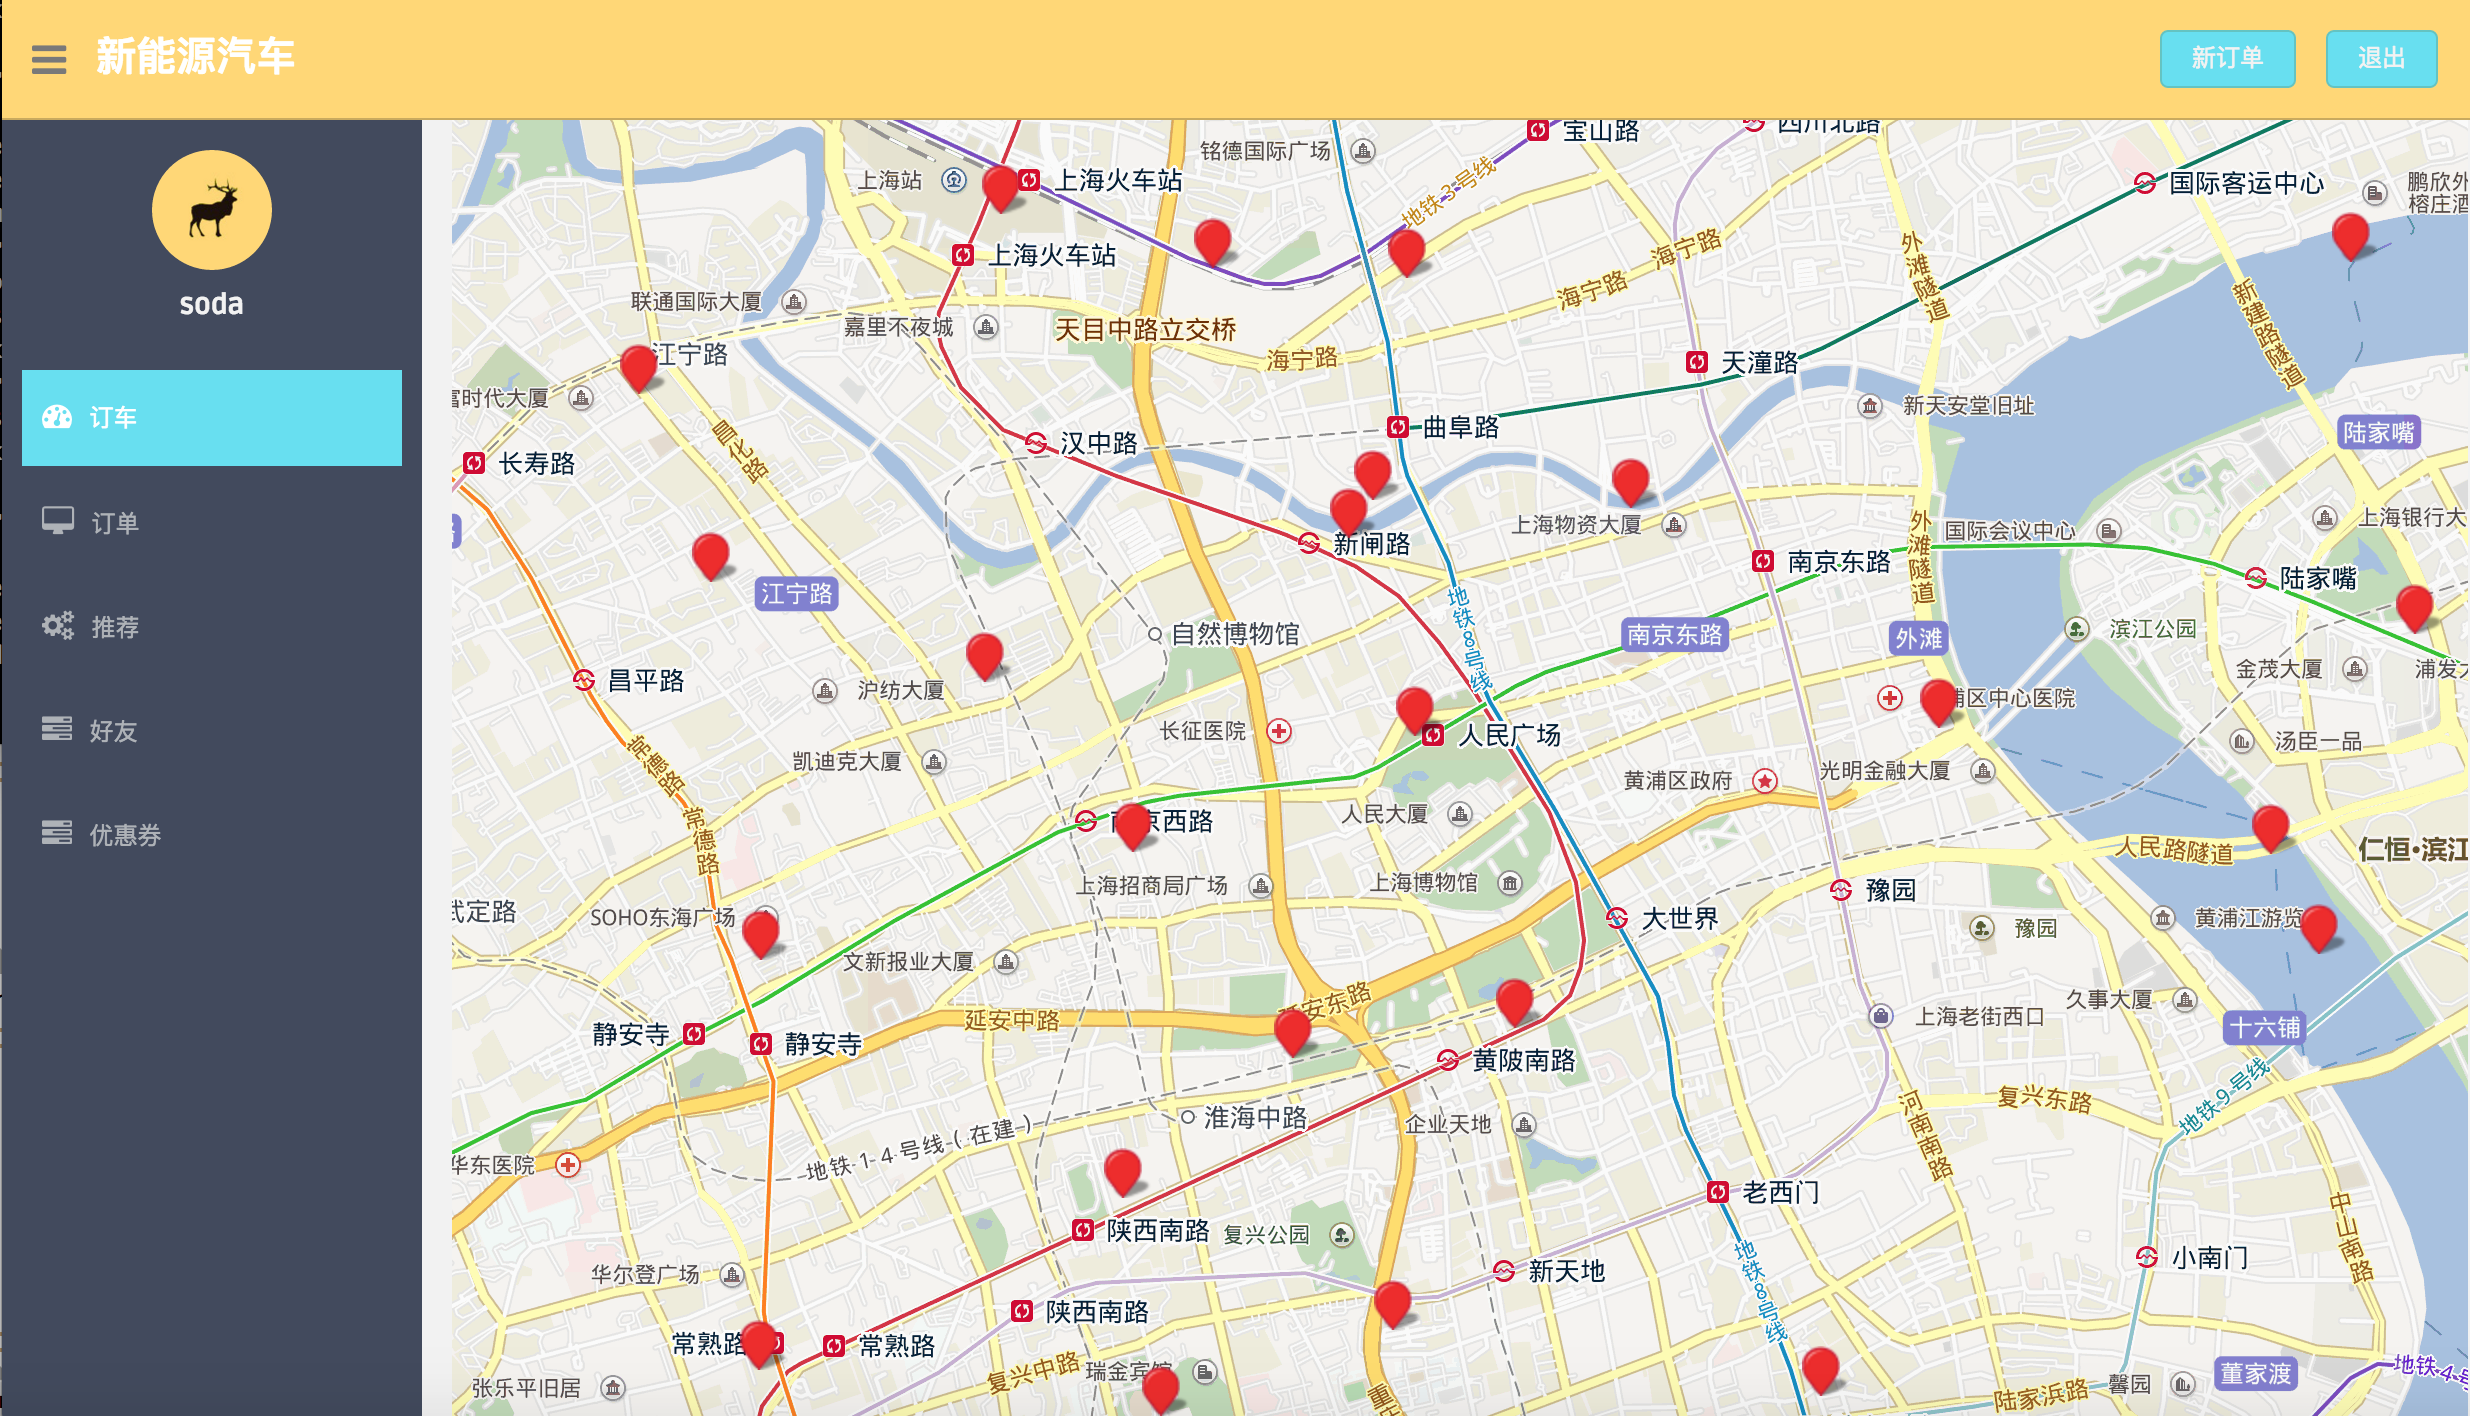 新能源汽车
新订单
退出
soda
订车
订单
推荐
好友
优惠券
宝山路
四川北路
铭德国际广场
上海站
上海火车站
地铁3号线
国际客运中心
鹏欣外
榕庄酒
上海火车站
海宁路
外滩隧道
联通国际大厦
嘉里不夜城
天目中路立交桥
海宁路
新建路隧道
江宁路
海宁路
天潼路
富时代大厦
新天安堂旧址
曲阜路
陆家嘴
昌化路
汉中路
长寿路
上海物资大厦
上海银行大
国际会议中心
外滩隧道
新闸路
南京东路
陆家嘴
江宁路
地铁8号线
自然博物馆
南京东路
外滩
滨江公园
昌平路
沪纺大厦
金茂大厦
浦发大
浦区中心医院
长征医院
人民广场
汤臣一品
常德路
凯迪克大厦
黄浦区政府
光明金融大厦
人民大厦
京西路
常德路
人民路隧道
仁恒•滨江
上海招商局广场
上海博物馆
豫园
武定路
SOHO东海广场
大世界
黄浦江游览
豫园
文新报业大厦
延安东路
久事大厦
延安中路
上海老街西口
十六铺
静安寺
静安寺
黄陂南路
地铁9号线
复兴东路
淮海中路
企业天地
河南南路
地铁14号线(在建)
华东医院
老西门
中山南路
陕西南路
复兴公园
地铁8号线
小南门
华尔登广场
新天地
陕西南路
常熟路
常熟路
复兴中路
瑞金宾馆
地铁4号
张乐平旧居
重庆
陆家浜路
馨园
董家渡